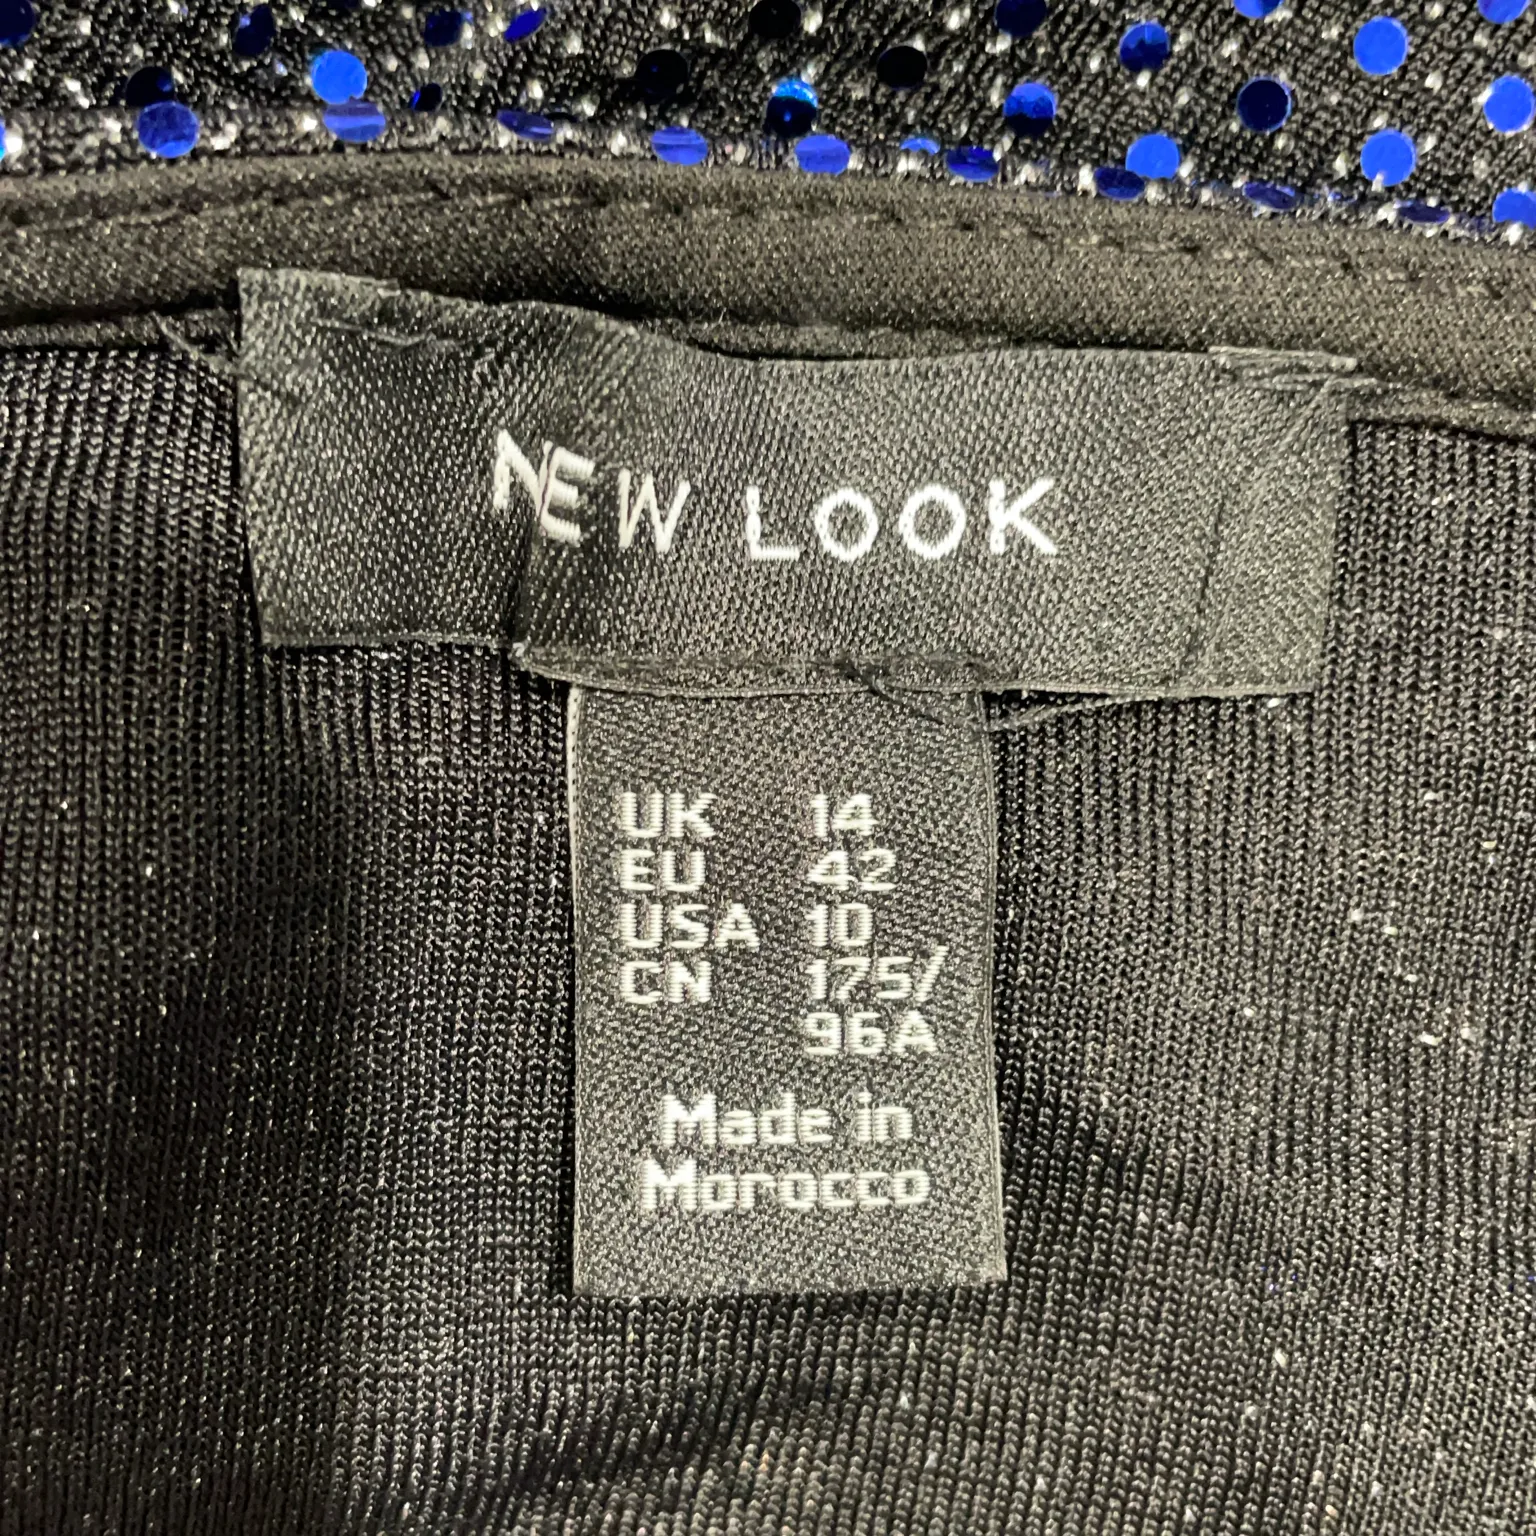 NEW LOOK
UK 14
EU 42
USA 10
CN 175/
96A
Made in
Morocco